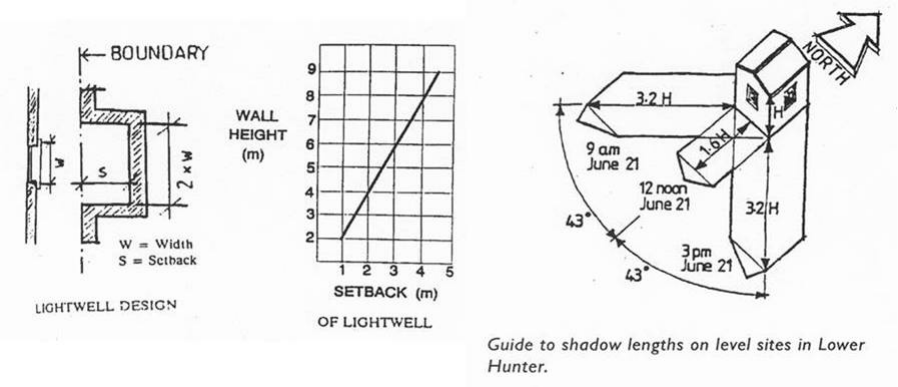 BOUNDARY
W
S
2 x W
W = Width
S = Setback
LIGHTWELL DESIGN
WALL
HEIGHT
(m)
9
8
7
6
5
4
3
2
1 2 3 4 5
SETBACK (m)
OF LIGHTWELL
NORTH
3.2 H
H
1.6 H
9 am
June 21
12 noon
June 21
3.2 H
43°
3 pm
June 21
43°
Guide to shadow lengths on level sites in Lower
Hunter.